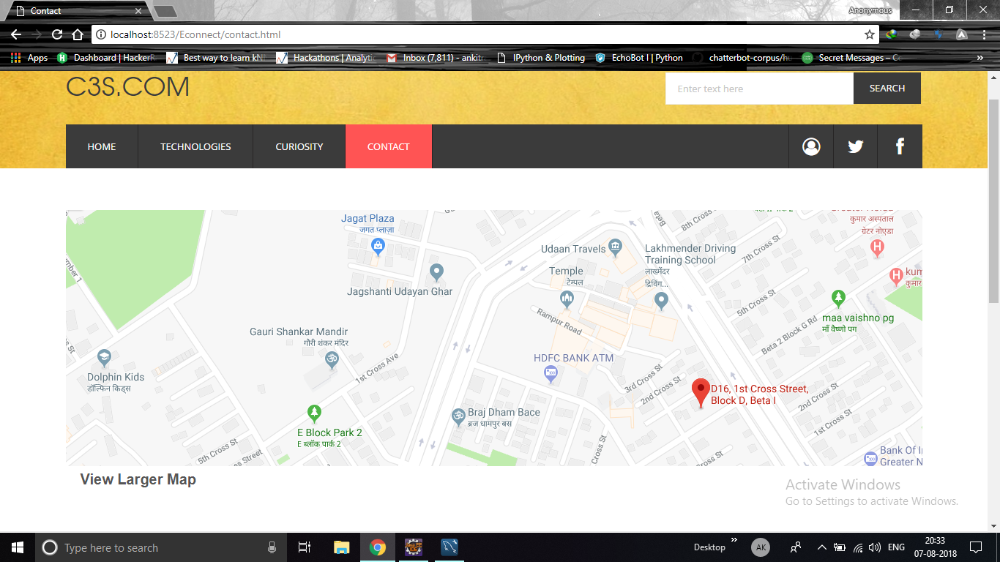 Contact
Anonymous
localhost:8523/Econnect/contact.html
Apps
Dashboard | HackerR
Best way to learn kN
Hackathons | Analytic
Inbox (7,811) - ankitr
IPython & Plotting
EchoBot I | Python
chatterbot-corpus/
Secret Messages –
»
C3S.COM
Enter text here
SEARCH
HOME
TECHNOLOGIES
CURIOSITY
CONTACT
Jagat Plaza
जगत प्लाज़ा
Jagshanti Udayan Ghar
Gauri Shankar Mandir
गौरी शंकर मंदिर
Dolphin Kids
डॉल्फिन किड्स
1st Cross Ave
E Block Park 2
E ब्लॉक पार्क 2
5th Cross St
Street
Udaan Travels
Temple
टेम्पल
Lakhmender Driving
Training School
लाख्मेंदर
द्रिविंग...
Rampur Road
HDFC BANK ATM
Braj Dham Bace
ब्रज धामपुर बस
Cross St
3rd Cross St
2nd Cross St
D16, 1st Cross Street,
Block D, Beta I
Beta
8th Cross St
7th Cross St
कुमार अस्पताल
ग्रेटर नोएडा
kum
कुमार
5th Cross St
maa vaishno pg
माँ वैष्णो पग
Beta 2 Block G Rd
2nd Cross St
1st Cross St
Bank Of In
Greater N
View Larger Map
Activate Windows
Go to Settings to activate Windows.
Type here to search
Desktop
»
AK
ENG
20:33
07-08-2018